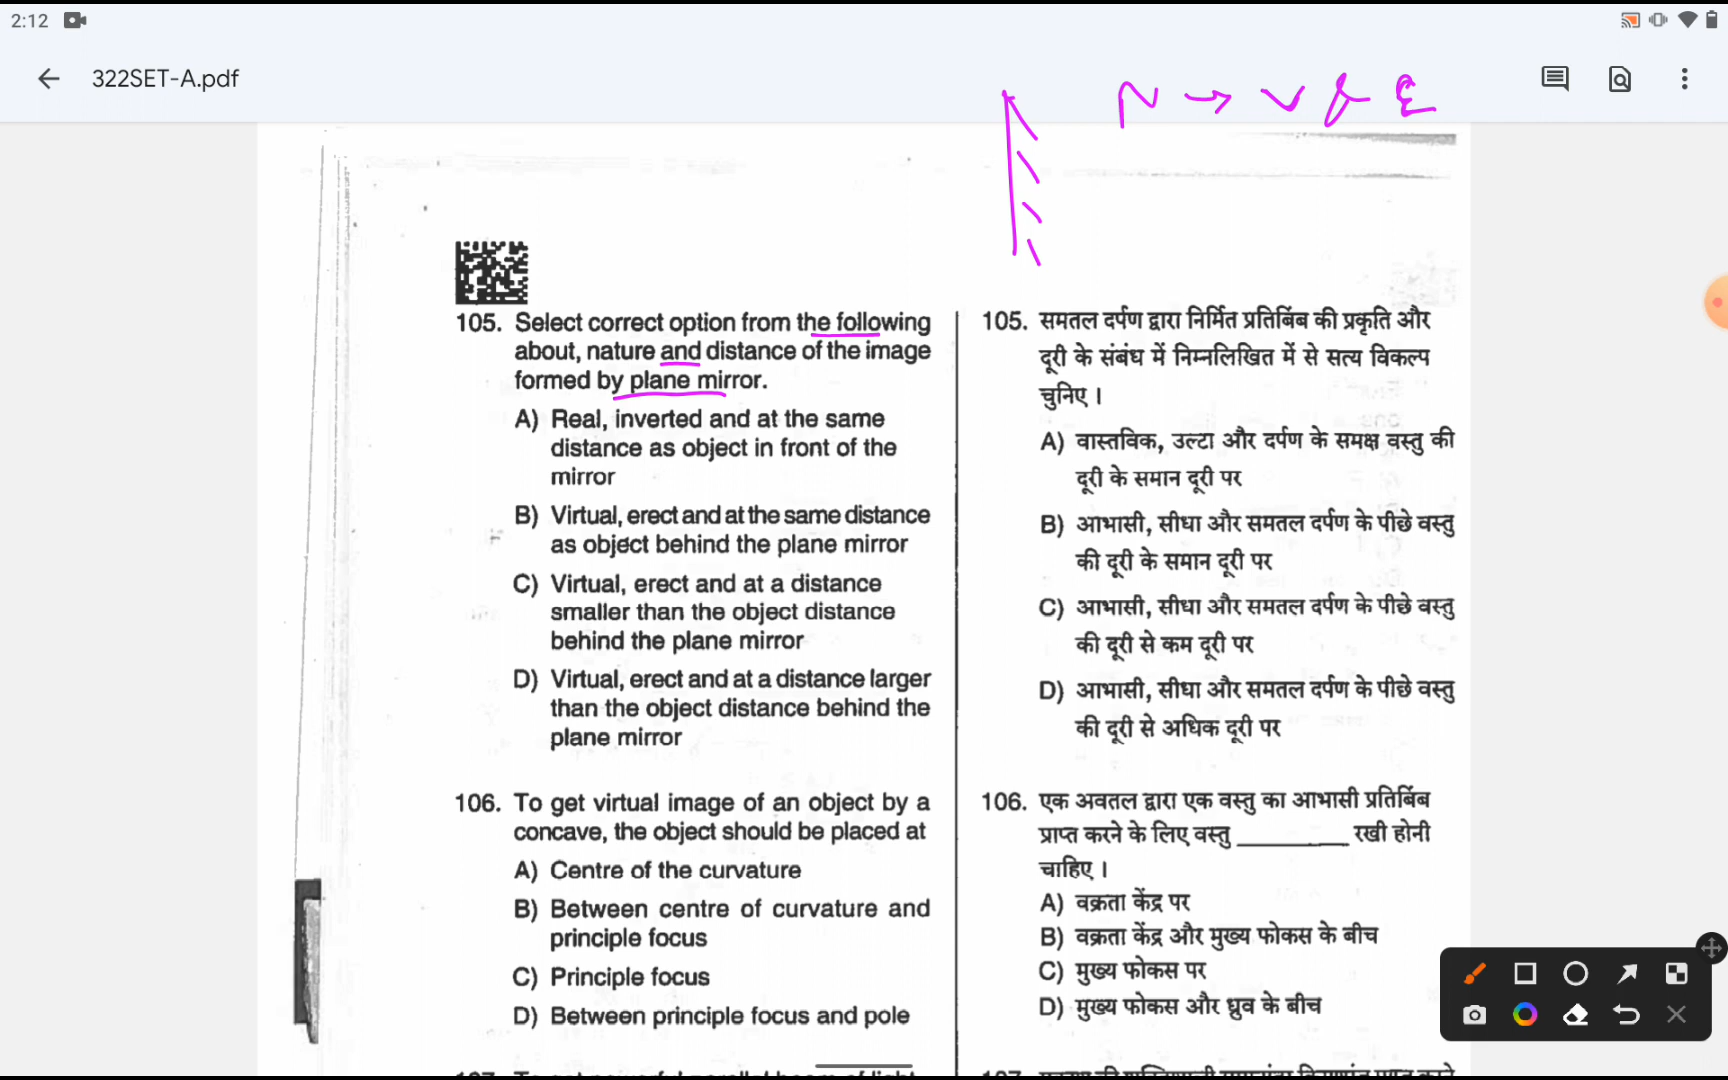 2:12
322SET-A.pdf
N → V & E
105. Select correct option from the following
about, nature and distance of the image
formed by plane mirror.
A) Real, inverted and at the same
distance as object in front of the
mirror
B) Virtual, erect and at the same distance
as object behind the plane mirror
C) Virtual, erect and at a distance
smaller than the object distance
behind the plane mirror
D) Virtual, erect and at a distance larger
than the object distance behind the
plane mirror
106. To get virtual image of an object by a
concave, the object should be placed at
A) Centre of the curvature
B) Between centre of curvature and
principle focus
C) Principle focus
D) Between principle focus and pole
105. समतल दर्पण द्वारा निर्मित प्रतिबिंब की प्रकृति और
दूरी के संबंध में निम्नलिखित में से सत्य विकल्प
चुनिए ।
A) वास्तविक, उल्टा और दर्पण के समक्ष वस्तु की
दूरी के समान दूरी पर
B) आभासी, सीधा और समतल दर्पण के पीछे वस्तु
की दूरी के समान दूरी पर
C) आभासी, सीधा और समतल दर्पण के पीछे वस्तु
की दूरी से कम दूरी पर
D) आभासी, सीधा और समतल दर्पण के पीछे वस्तु
की दूरी से अधिक दूरी पर
106. एक अवतल द्वारा एक वस्तु का आभासी प्रतिबिंब
प्राप्त करने के लिए वस्तु __________ रखी होनी
चाहिए ।
A) वक्रता केंद्र पर
B) वक्रता केंद्र और मुख्य फोकस के बीच
C) मुख्य फोकस पर
D) मुख्य फोकस और ध्रुव के बीच